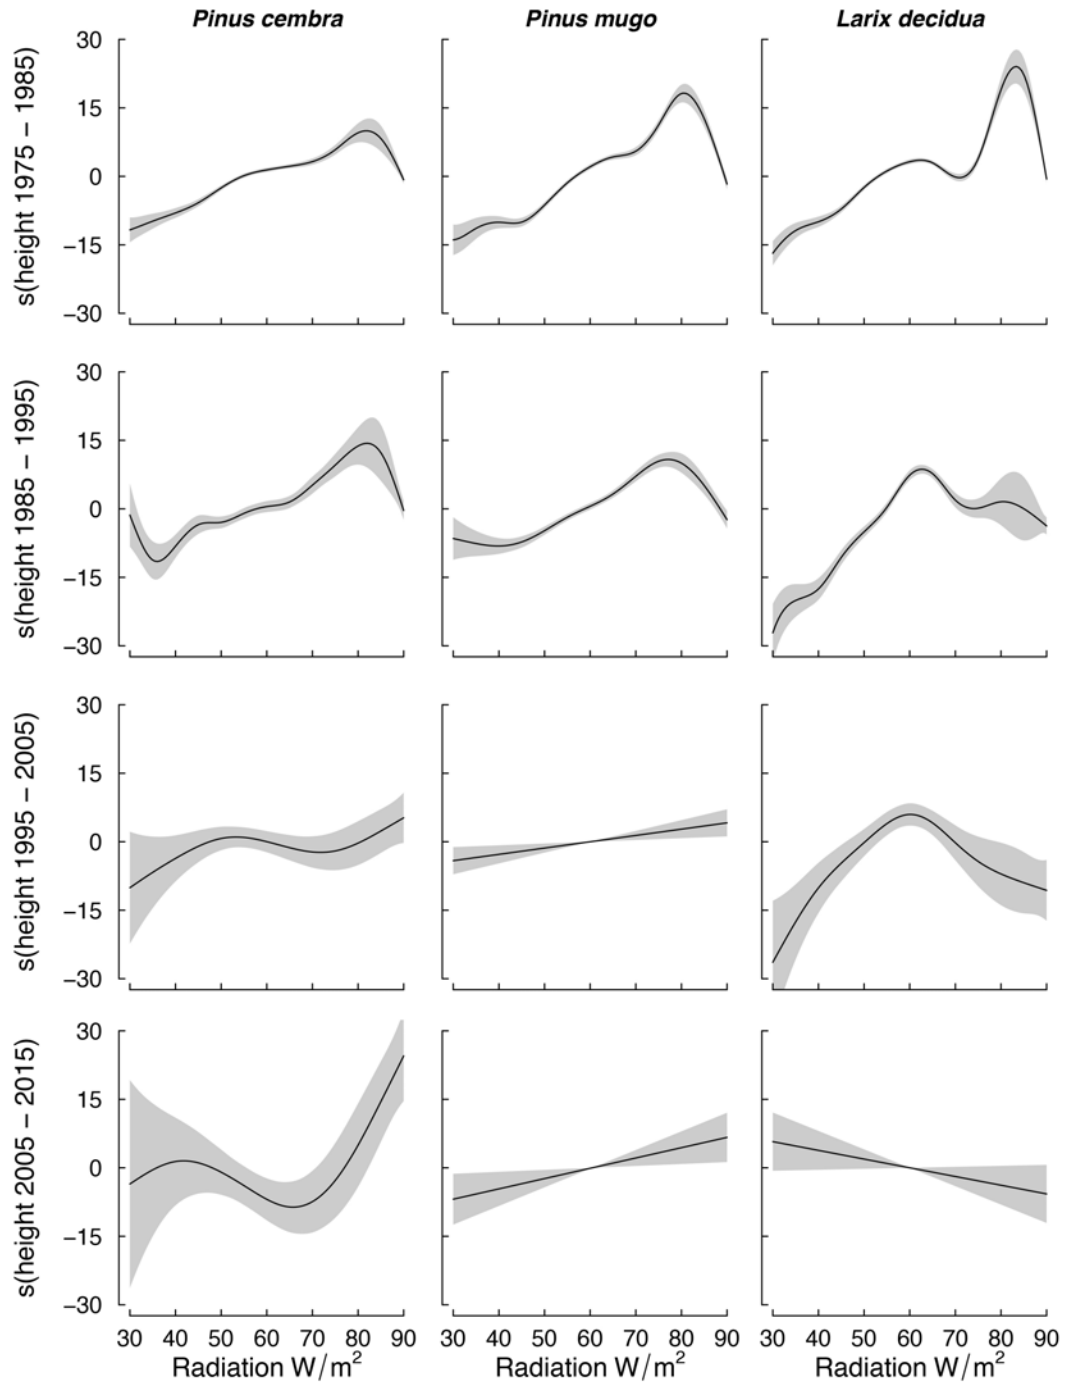 Pinus cembra Pinus mugo Larix decidua
s(height 1975 − 1985)
30
15
0
−15
−30
s(height 1985 − 1995)
30
15
0
−15
−30
s(height 1995 − 2005)
30
15
0
−15
−30
s(height 2005 − 2015)
30
15
0
−15
−30
30 40 50 60 70 80 90 30 40 50 60 70 80 90 30 40 50 60 70 80 90
Radiation W/m² Radiation W/m² Radiation W/m²